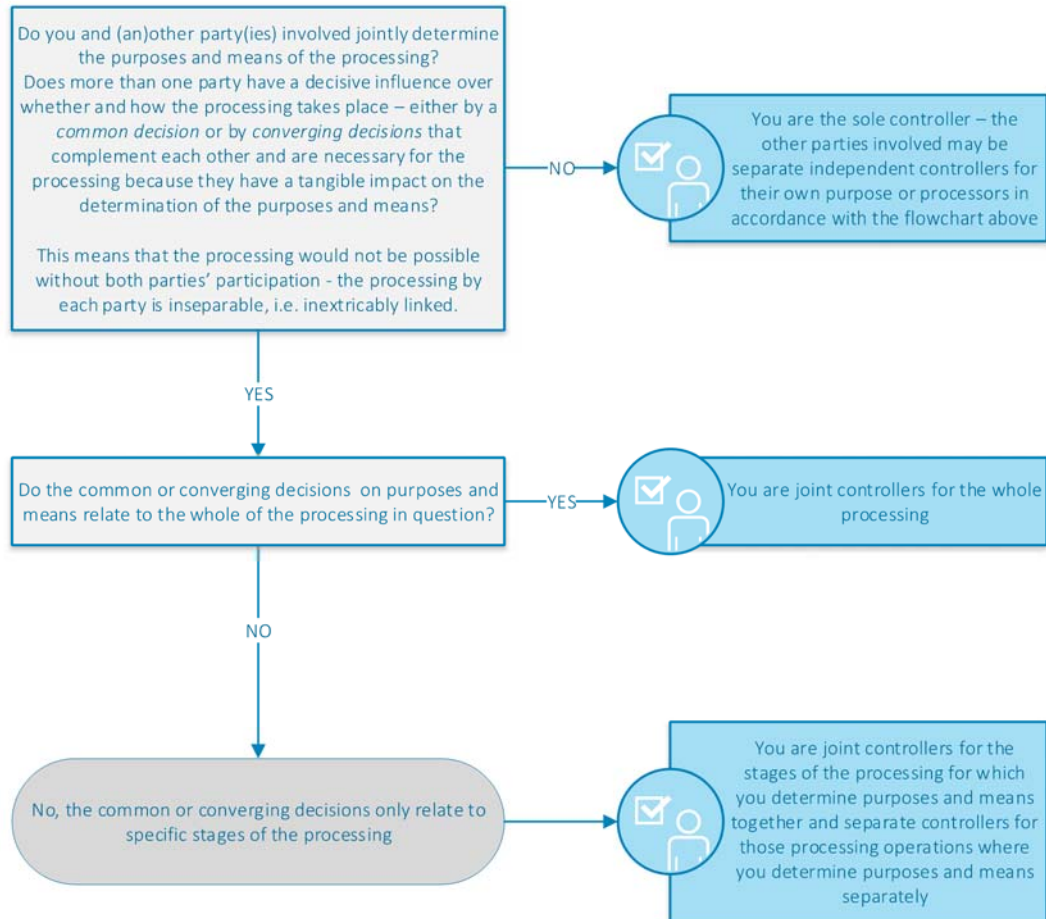 Do you and (an)other party(ies) involved jointly determine
the purposes and means of the processing?
Does more than one party have a decisive influence over
whether and how the processing takes place – either by a
common decision or by converging decisions that
complement each other and are necessary for the
processing because they have a tangible impact on the
determination of the purposes and means?
This means that the processing would not be possible
without both parties’ participation - the processing by
each party is inseparable, i.e. inextricably linked.
NO
You are the sole controller – the
other parties involved may be
separate independent controllers for
their own purpose or processors in
accordance with the flowchart above
YES
Do the common or converging decisions on purposes and
means relate to the whole of the processing in question?
YES
You are joint controllers for the whole
processing
NO
No, the common or converging decisions only relate to
specific stages of the processing
You are joint controllers for the
stages of the processing for which
you determine purposes and means
together and separate controllers for
those processing operations where
you determine purposes and means
separately